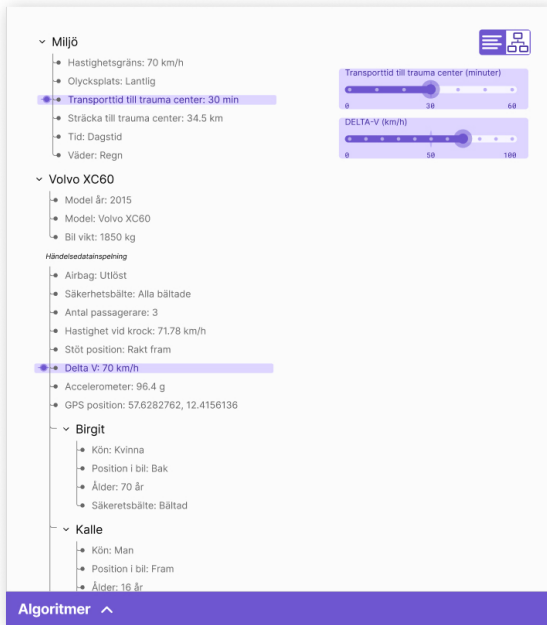 Miljö
Hastighetsgräns: 70 km/h
Olycksplats: Lantlig
Transporttid till trauma center: 30 min
Sträcka till trauma center: 34.5 km
Tid: Dagstid
Väder: Regn
Volvo XC60
Model år: 2015
Model: Volvo XC60
Bil vikt: 1850 kg
Händelsedatainspelning
Airbag: Utlöst
Säkerhetsbälte: Alla bältade
Antal passagerare: 3
Hastighet vid krock: 71.78 km/h
Stöt position: Rakt fram
Delta V: 70 km/h
Accelerometer: 96.4 g
GPS position: 57.6282762, 12.4156136
Birgit
Kön: Kvinna
Position i bil: Bak
Ålder: 70 år
Säkeretsbälte: Bältad
Kalle
Kön: Man
Position i bil: Fram
Ålder: 16 år
Transporttid till trauma center (minuter)
0 30 60
DELTA-V (km/h)
0 50 100
Algoritmer